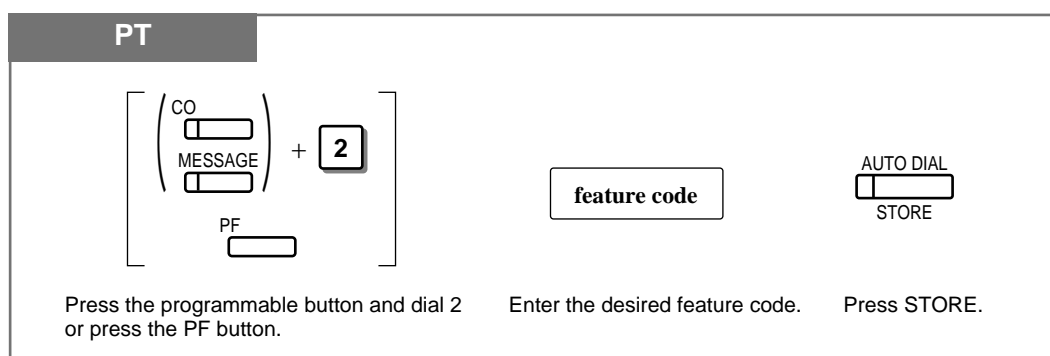 PT
CO
MESSAGE
+ 2
PF
feature code
AUTO DIAL
STORE
Press the programmable button and dial 2
or press the PF button.
Enter the desired feature code.
Press STORE.